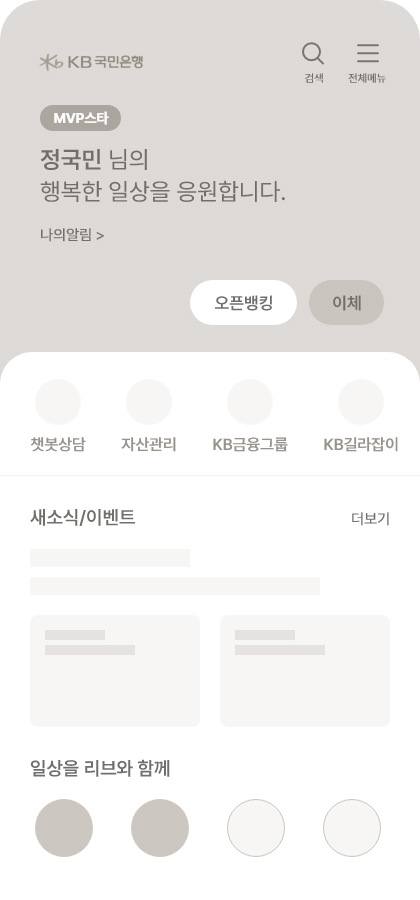 KB 국민은행
검색
전체메뉴
MVP스타
정국민 님의
행복한 일상을 응원합니다.
나의알림 >
오픈뱅킹
이체
챗봇상담
자산관리
KB금융그룹
KB길라잡이
새소식/이벤트
더보기
일상을 리브와 함께